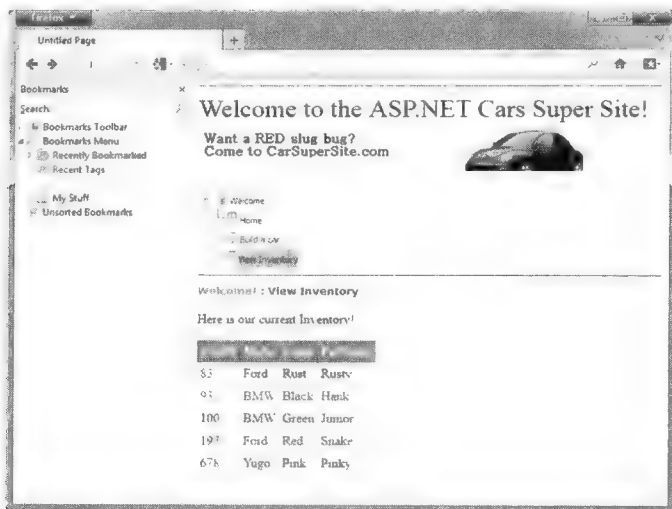 Firefox
Untitled Page
+
Bookmarks
Search:
Bookmarks Toolbar
Bookmarks Menu
Recently Bookmarked
Recent Tags
My Stuff
Unsorted Bookmarks
Welcome to the ASP.NET Cars Super Site!
Want a RED slug bug?
Come to CarSuperSite.com
Welcome
Home
Build a car
View Inventory
Welcome! : View Inventory
Here is our current Inventory!
83 Ford Rust Rusty
BMW Black Hank
100 BMW Green Junior
Ford Red Snake
678 Yugo Pink Pinky